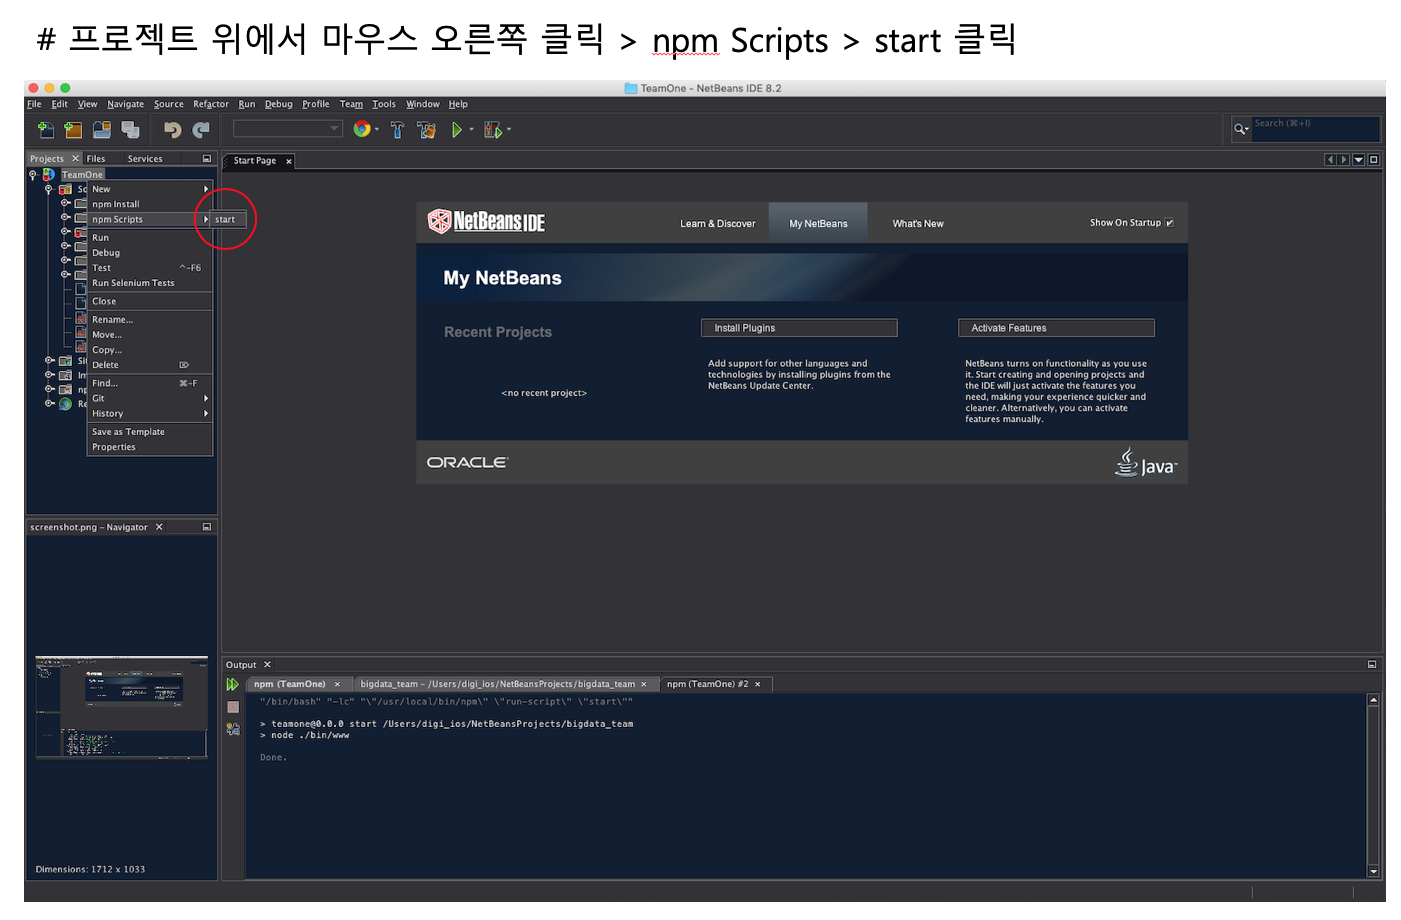 # 프로젝트 위에서 마우스 오른쪽 클릭 > npm Scripts > start 클릭
TeamOne - NetBeans IDE 8.2
File Edit View Navigate Source Refactor Run Debug Profile Team Tools Window Help
Search (⌘+I)
Projects Files Services
Start Page
TeamOne
New
npm Install
npm Scripts
start
Run
Debug
Test ^-F6
Run Selenium Tests
Close
Rename...
Move...
Copy...
Delete ⌦
Find... ⌘-F
Git
History
Save as Template
Properties
NetBeans IDE
Learn & Discover My NetBeans What's New Show On Startup
My NetBeans
Recent Projects
<no recent project>
Install Plugins
Add support for other languages and
technologies by installing plugins from the
NetBeans Update Center.
Activate Features
NetBeans turns on functionality as you use
it. Start creating and opening projects and
the IDE will just activate the features you
need, making your experience quicker and
cleaner. Alternatively, you can activate
features manually.
ORACLE
Java
screenshot.png - Navigator
Dimensions: 1712 x 1033
Output
npm (TeamOne) bigdata_team - /Users/digi_ios/NetBeansProjects/bigdata_team npm (TeamOne) #2
"/bin/bash" "-lc" "\"/usr/local/bin/npm\" \"run-script\" \"start\""
> teamone@0.0.0 start /Users/digi_ios/NetBeansProjects/bigdata_team
> node ./bin/www
Done.